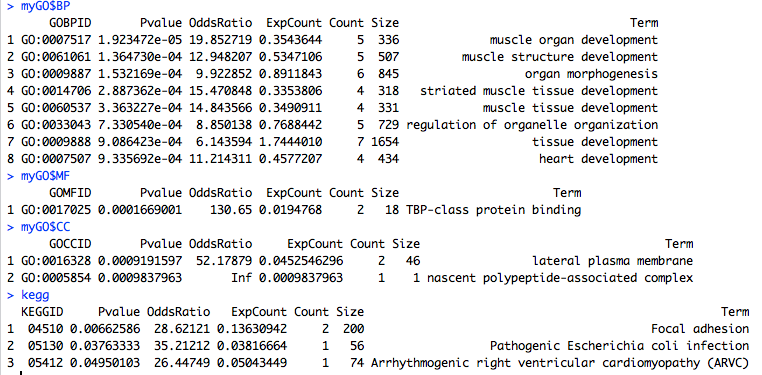 > myGO$BP
GOBPID Pvalue OddsRatio ExpCount Count Size Term
1 GO:0007517 1.923472e-05 19.852719 0.3543644 5 336 muscle organ development
2 GO:0061061 1.364730e-04 12.948207 0.5347106 5 507 muscle structure development
3 GO:0009887 1.532169e-04 9.922852 0.8911843 6 845 organ morphogenesis
4 GO:0014706 2.887362e-04 15.470848 0.3353806 4 318 striated muscle tissue development
5 GO:0060537 3.363227e-04 14.843566 0.3490911 4 331 muscle tissue development
6 GO:0033043 7.330540e-04 8.850138 0.7688442 5 729 regulation of organelle organization
7 GO:0009888 9.086423e-04 6.143594 1.7444010 7 1654 tissue development
8 GO:0007507 9.335692e-04 11.214311 0.4577207 4 434 heart development
> myGO$MF
GOMFID Pvalue OddsRatio ExpCount Count Size Term
1 GO:0017025 0.0001669001 130.65 0.0194768 2 18 TBP-class protein binding
> myGO$CC
GOCCID Pvalue OddsRatio ExpCount Count Size Term
1 GO:0016328 0.0009191597 52.17879 0.0452546296 2 46 lateral plasma membrane
2 GO:0005854 0.0009837963 Inf 0.0009837963 1 1 nascent polypeptide-associated complex
> kegg
KEGGID Pvalue OddsRatio ExpCount Count Size Term
1 04510 0.00662586 28.62121 0.13630942 2 200 Focal adhesion
2 05130 0.03763333 35.21212 0.03816664 1 56 Pathogenic Escherichia coli infection
3 05412 0.04950103 26.44749 0.05043449 1 74 Arrhythmogenic right ventricular cardiomyopathy (ARVC)